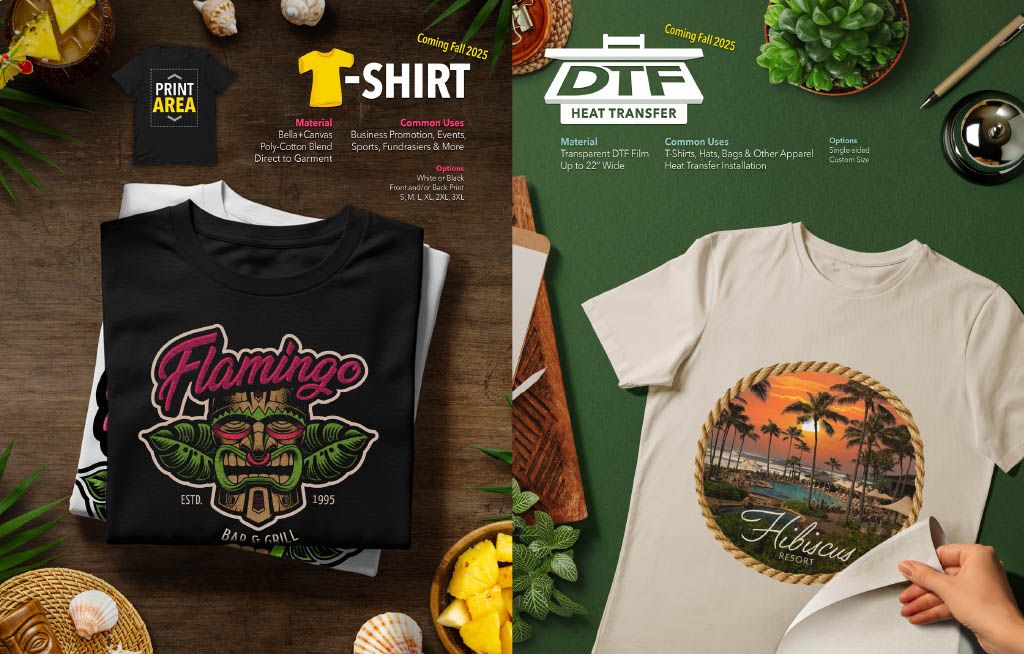 Coming Fall 2025
PRINT
AREA
T-SHIRT
Material
Bella+Canvas
Poly-Cotton Blend
Direct to Garment
Common Uses
Business Promotion, Events,
Sports, Fundrasiers & More
Options
White or Black
Front and/or Back Print
S, M, L, XL, 2XL, 3XL
Flamingo
ESTD. 1995
BAR & GRILL
Coming Fall 2025
DTF
HEAT TRANSFER
Material
Transparent DTF Film
Up to 22" Wide
Common Uses
T-Shirts, Hats, Bags & Other Apparel
Heat Transfer Installation
Options
Single-sided
Custom Size
Hibiscus
RESORT